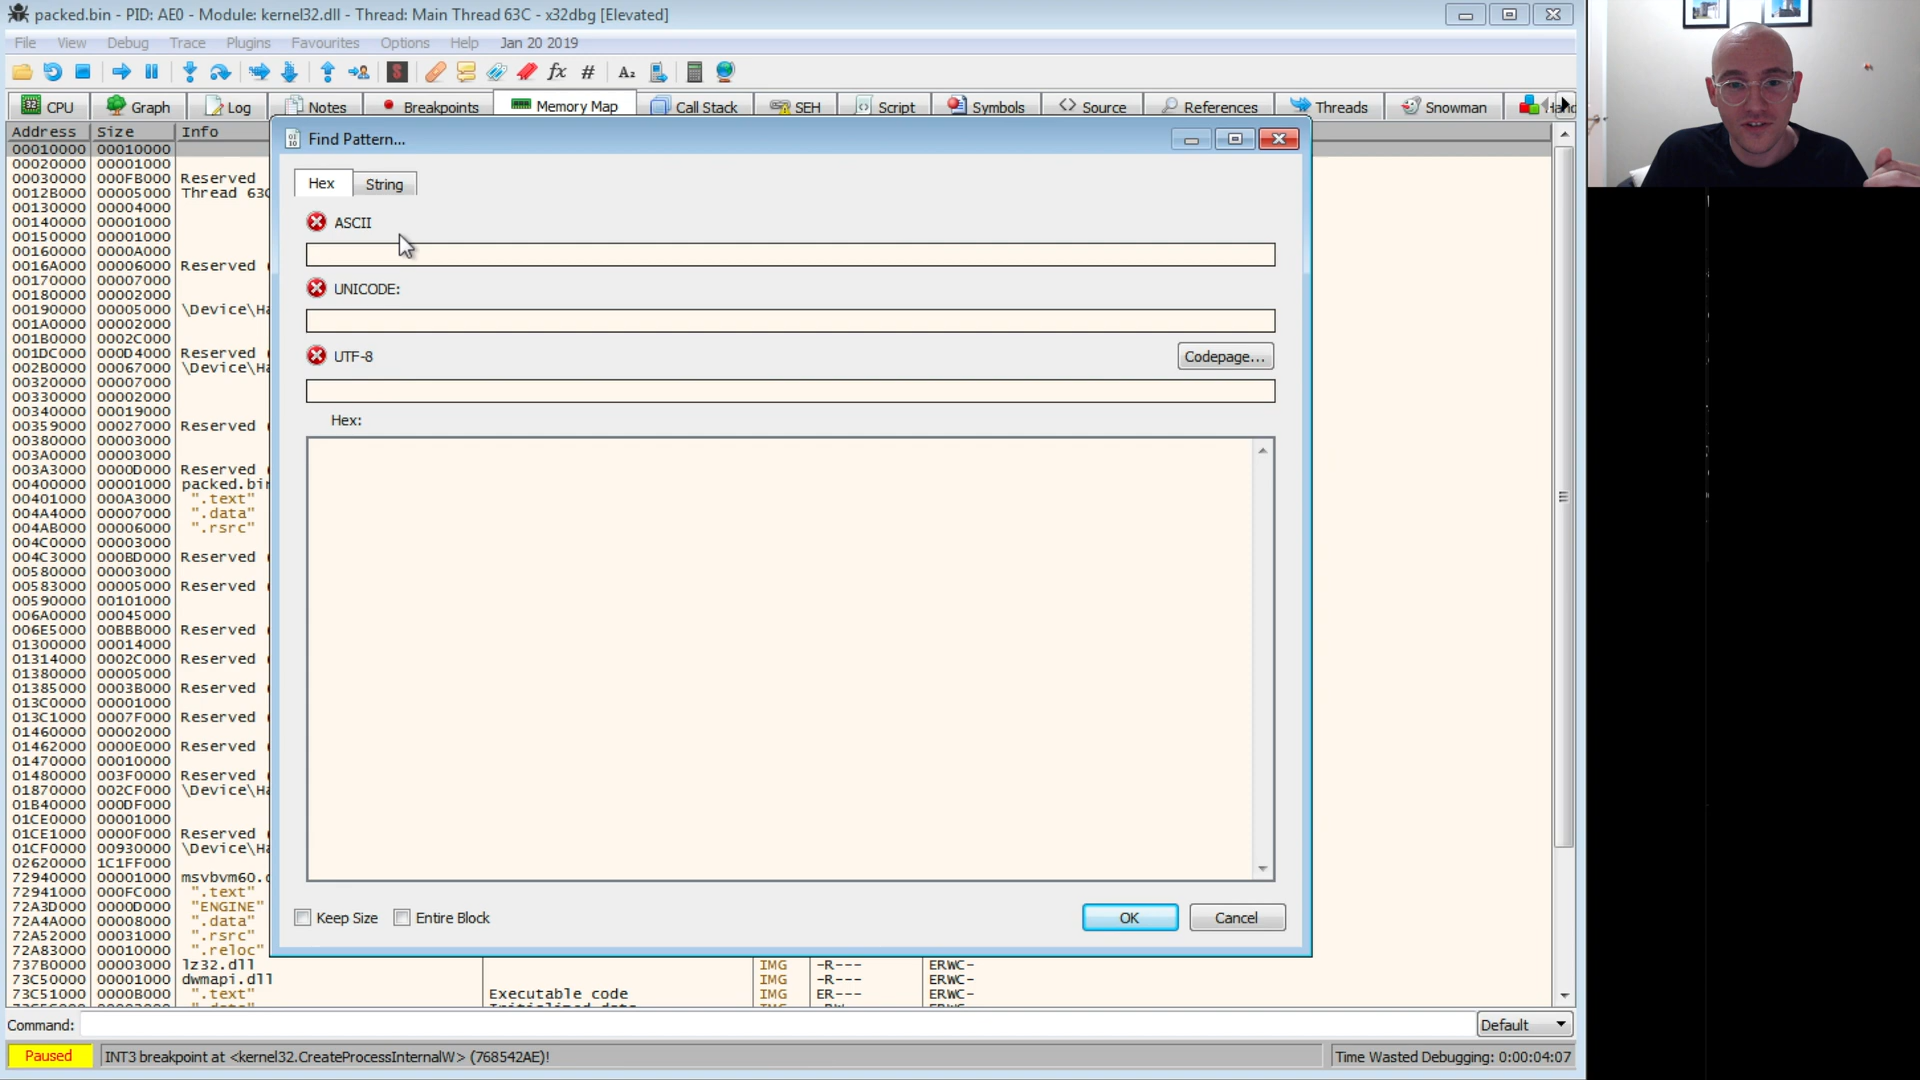 packed.bin - PID: AE0 - Module: kernel32.dll - Thread: Main Thread 63C - x32dbg [Elevated]
File View Debug Trace Plugins Favourites Options Help Jan 20 2019
CPU Graph Log Notes Breakpoints Memory Map Call Stack SEH Script Symbols Source References Threads Snowman
Address Size Info
Find Pattern...
Hex String
ASCII
UNICODE:
UTF-8
Codepage...
Hex:
Keep Size Entire Block OK Cancel
00010000 00010000
00020000 00001000
00030000 000FB000 Reserved
0012B000 00005000 Thread 63C
00130000 00004000
00140000 00001000
00150000 00001000
00160000 0000A000
0016A000 00006000 Reserved
00170000 00007000
00180000 00002000
00190000 00005000 \Device\Ha
001A0000 00002000
001B0000 0002C000
001DC000 000D4000 Reserved
002B0000 00067000 \Device\Ha
00320000 00007000
00330000 00002000
00340000 00019000
00359000 00027000 Reserved
00380000 00003000
003A0000 00003000
003A3000 0000D000 Reserved
00400000 00001000 packed.bin
00401000 000A3000 ".text"
004A4000 00007000 ".data"
004AB000 00006000 ".rsrc"
004C0000 00003000
004C3000 000BD000 Reserved
00580000 00003000
00583000 00005000 Reserved
00590000 00101000
006A0000 00045000
006E5000 00BBB000 Reserved
01300000 00014000
01314000 0002C000 Reserved
01380000 00005000
01385000 0003B000 Reserved
013C0000 00001000
013C1000 0007F000 Reserved
01460000 00002000
01462000 0000E000 Reserved
01470000 00010000
01480000 003F0000 Reserved
01870000 002CF000 \Device\Ha
01B40000 000DF000
01CE0000 00001000
01CE1000 0000F000 Reserved
01CF0000 00930000 \Device\Ha
02620000 1C1FF000
72940000 00001000 msvbvm60.d
72941000 000FC000 ".text"
72A3D000 0000D000 "ENGINE"
72A4A000 00008000 ".data"
72A52000 00031000 ".rsrc"
72A83000 00010000 ".reloc"
737B0000 00003000 lz32.dll IMG -R--- ERWC-
73C50000 00001000 dwmapi.dll IMG -R--- ERWC-
73C51000 0000B000 ".text" Executable code IMG ER--- ERWC-
Command: Default
Paused INT3 breakpoint at <kernel32.CreateProcessInternalW> (768542AE)! Time Wasted Debugging: 0:00:04:07